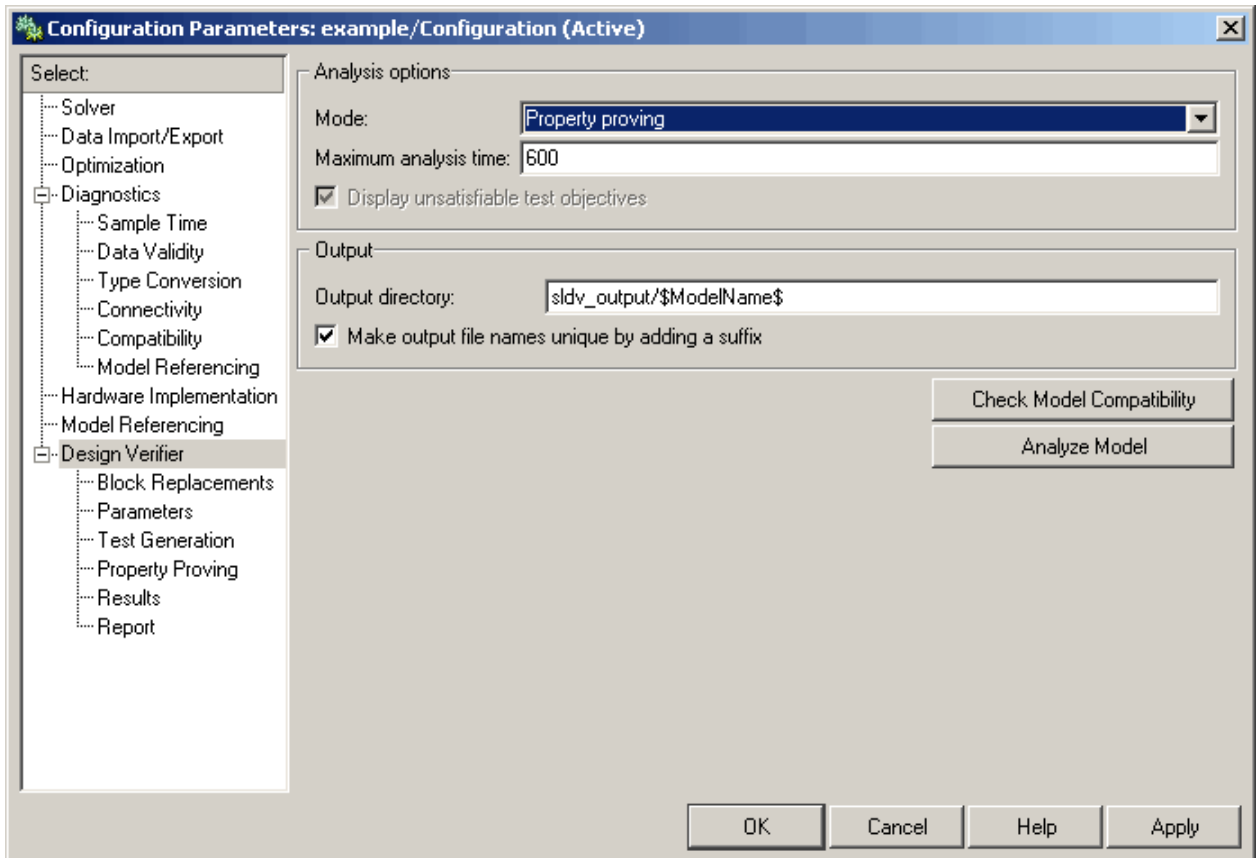 Configuration Parameters: example/Configuration (Active)
Select:
Solver
Data Import/Export
Optimization
Diagnostics
Sample Time
Data Validity
Type Conversion
Connectivity
Compatibility
Model Referencing
Hardware Implementation
Model Referencing
Design Verifier
Block Replacements
Parameters
Test Generation
Property Proving
Results
Report
Analysis options
Mode: Property proving
Maximum analysis time: 600
Display unsatisfiable test objectives
Output
Output directory: sldv_output/$ModelName$
Make output file names unique by adding a suffix
Check Model Compatibility
Analyze Model
OK Cancel Help Apply